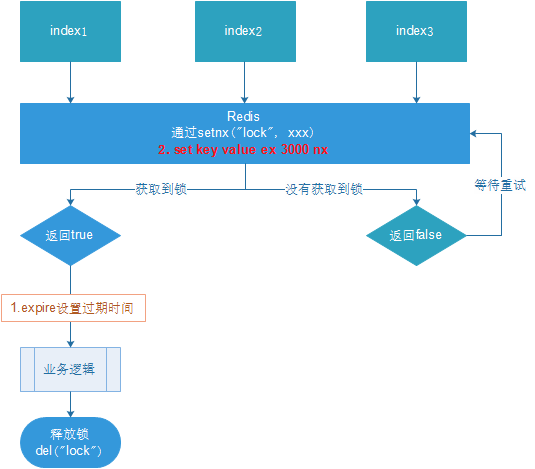 index1
index2
index3
Redis
通过setnx("lock", xxx)
2. set key value ex 3000 nx
获取到锁
没有获取到锁
等待重试
返回true
返回false
1.expire设置过期时间
业务逻辑
释放锁
del("lock")